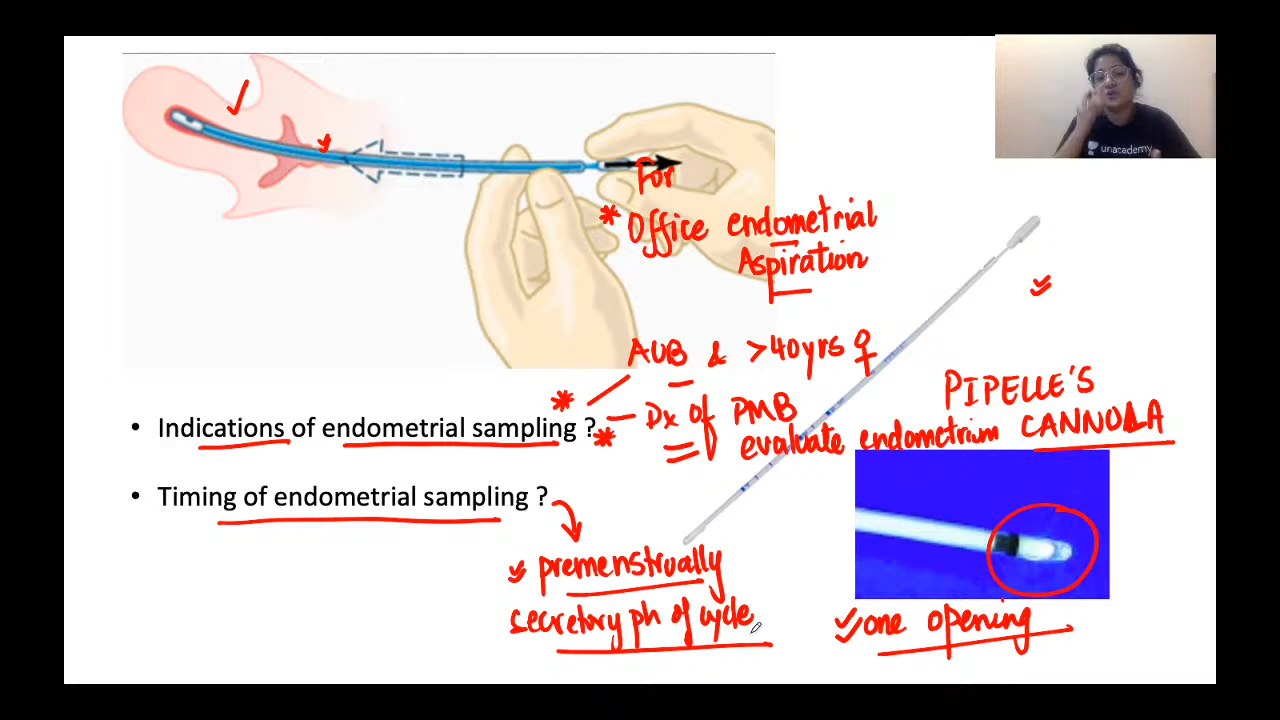 unacademy
For
* Office endometrial
Aspiration
AUB & >40yrs ♀
* Dx of PMB
evaluate endometrium
PIPELLE'S
CANNULA
• Indications of endometrial sampling ?
• Timing of endometrial sampling ?
premenstrually
secretory ph of cycle
one opening